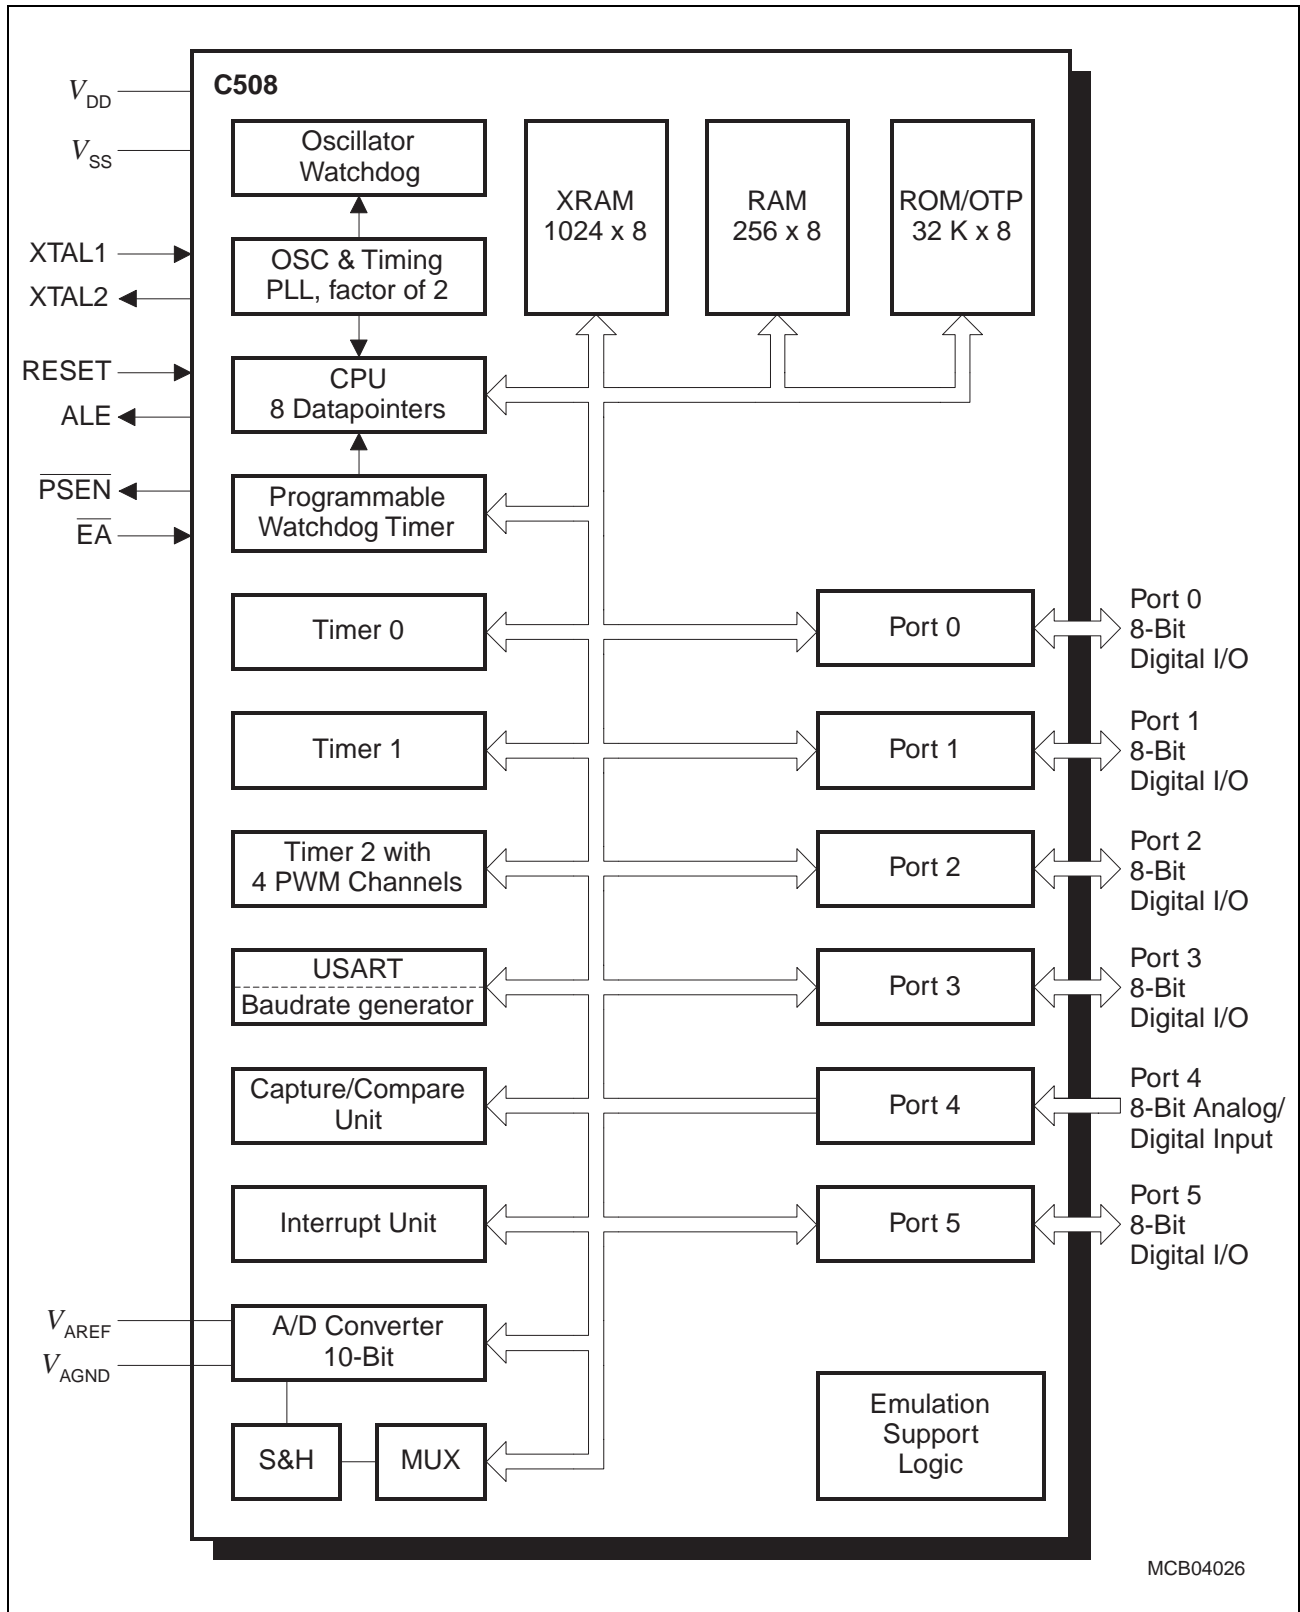 C508
V DD
V SS
XTAL1
XTAL2
RESET
ALE
PSEN
EA
V AREF
V AGND
Oscillator
Watchdog
OSC & Timing
PLL, factor of 2
CPU
8 Datapointers
Programmable
Watchdog Timer
Timer 0
Timer 1
Timer 2 with
4 PWM Channels
USART
Baudrate generator
Capture/Compare
Unit
Interrupt Unit
A/D Converter
10-Bit
S&H
MUX
XRAM
1024 x 8
RAM
256 x 8
ROM/OTP
32 K x 8
Port 0
Port 1
Port 2
Port 3
Port 4
Port 5
Emulation
Support
Logic
Port 0
8-Bit
Digital I/O
Port 1
8-Bit
Digital I/O
Port 2
8-Bit
Digital I/O
Port 3
8-Bit
Digital I/O
Port 4
8-Bit Analog/
Digital Input
Port 5
8-Bit
Digital I/O
MCB04026